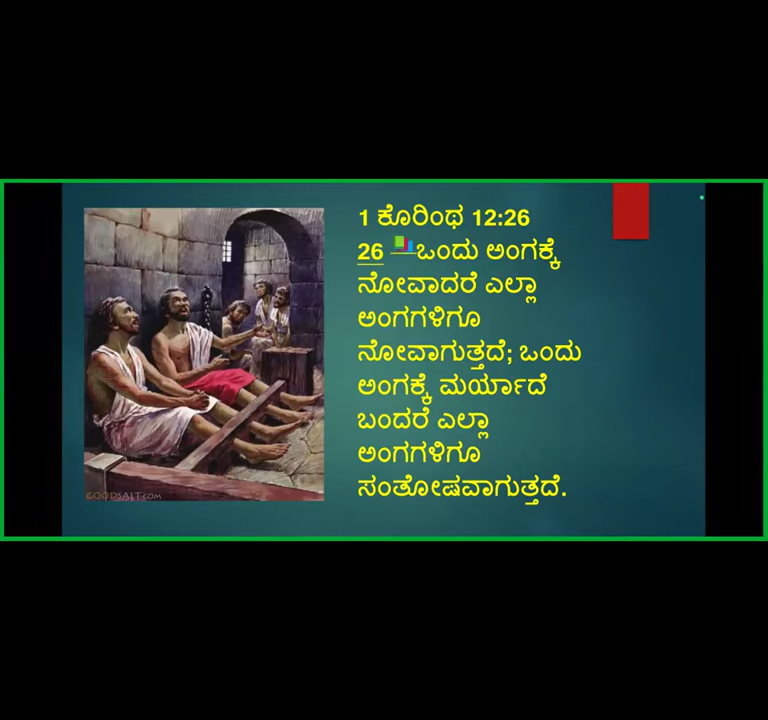 1 ಕೊರಿಂಥ 12:26
26 ಒಂದು ಅಂಗಕ್ಕೆ
ನೋವಾದರೆ ಎಲ್ಲಾ
ಅಂಗಗಳಿಗೂ
ನೋವಾಗುತ್ತದೆ; ಒಂದು
ಅಂಗಕ್ಕೆ ಮರ್ಯಾದೆ
ಬಂದರೆ ಎಲ್ಲಾ
ಅಂಗಗಳಿಗೂ
ಸಂತೋಷವಾಗುತ್ತದೆ.
GOODSALT.COM